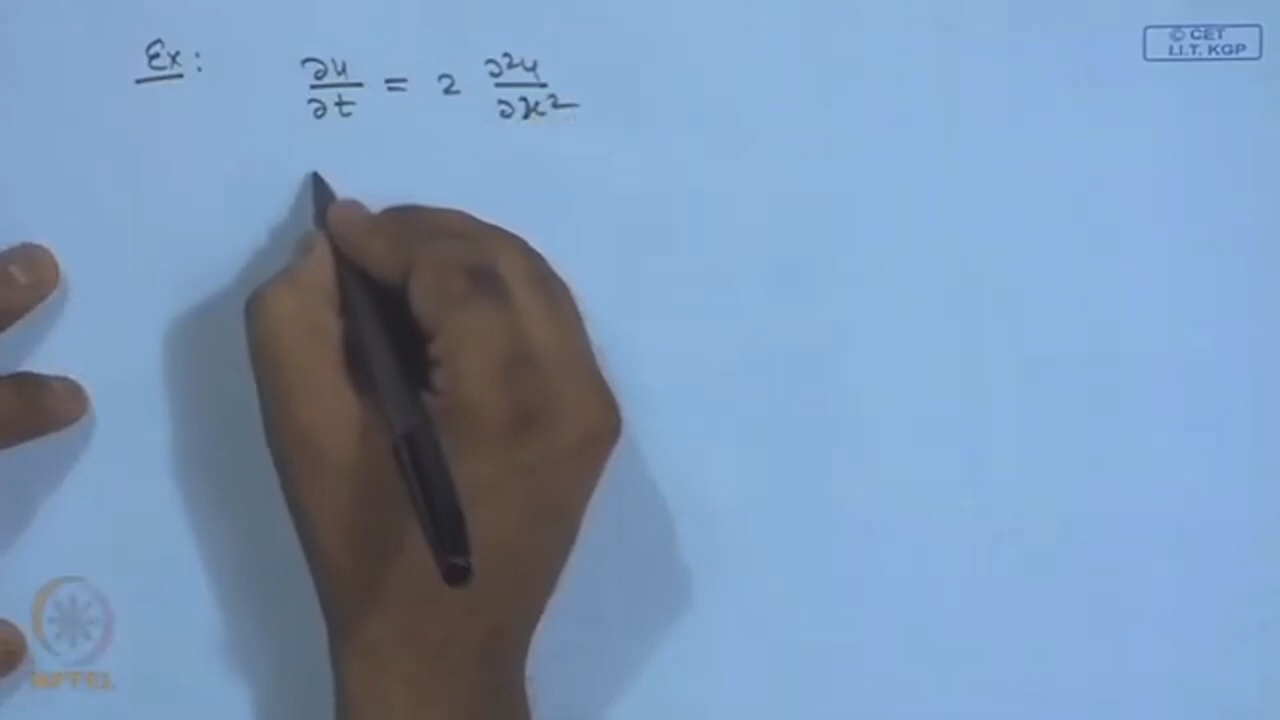 Ex: ∂u/∂t = 2 ∂²u/∂x²
© CET
I.I.T. KGP
NPTEL